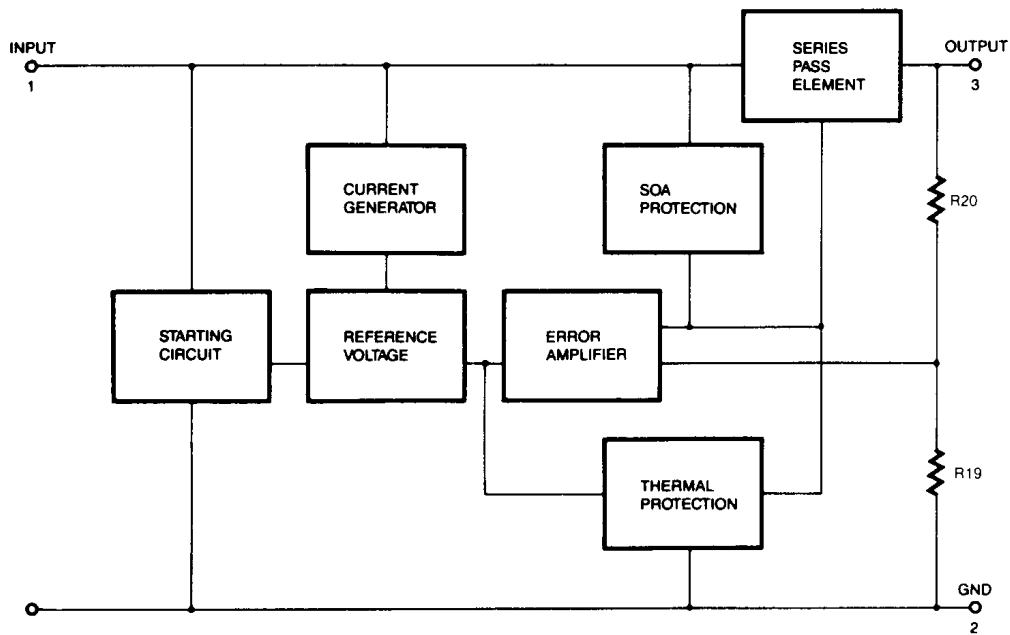 INPUT
1
SERIES
PASS
ELEMENT
OUTPUT
3
CURRENT
GENERATOR
SOA
PROTECTION
R20
STARTING
CIRCUIT
REFERENCE
VOLTAGE
ERROR
AMPLIFIER
THERMAL
PROTECTION
R19
GND
2